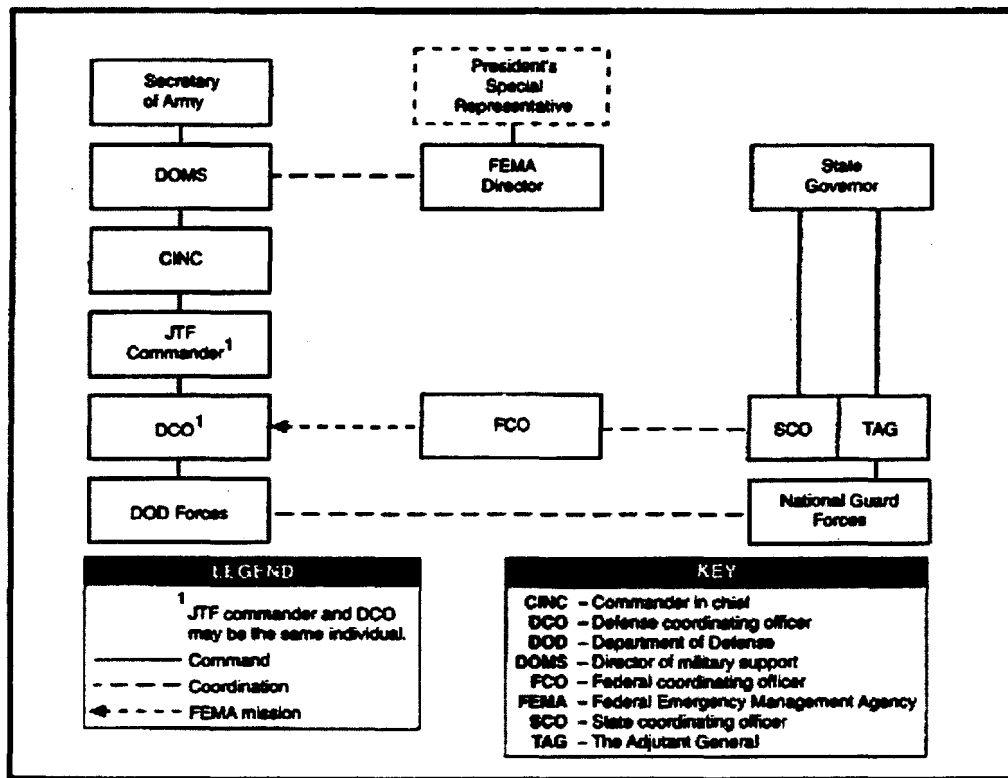 Secretary
of Army
President's
Special
Representative
DOMS
FEMA
Director
State
Governor
CINC
JTF
Commander1
DCO1
FCO
SCO
TAG
DOD Forces
National Guard
Forces
LEGEND
1
JTF commander and DCO
may be the same individual.
Command
Coordination
FEMA mission
KEY
CINC – Commander in chief
DCO – Defense coordinating officer
DOD – Department of Defense
DOMS – Director of military support
FCO – Federal coordinating officer
FEMA – Federal Emergency Management Agency
SCO – State coordinating officer
TAG – The Adjutant General